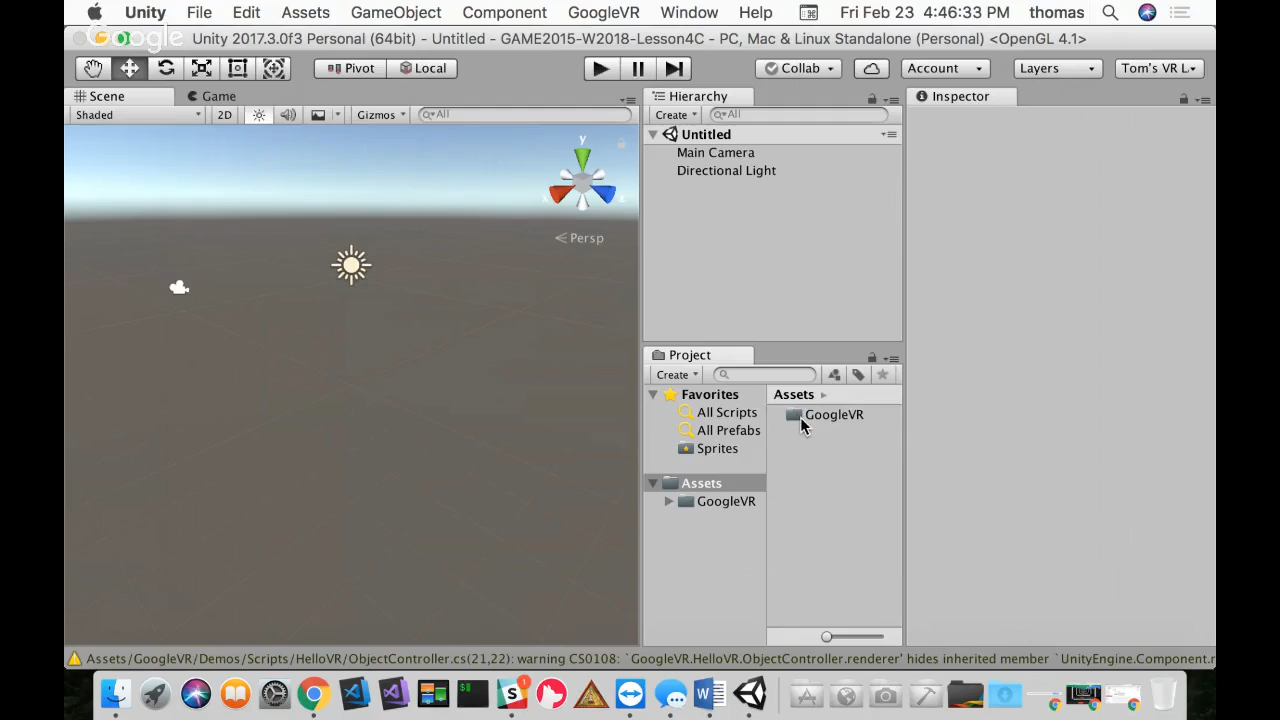 Unity File Edit Assets GameObject Component GoogleVR Window Help Fri Feb 23 4:46:33 PM thomas
Google
Unity 2017.3.0f3 Personal (64bit) - Untitled - GAME2015-W2018-Lesson4C - PC, Mac & Linux Standalone (Personal) <OpenGL 4.1>
Pivot Local Collab Account Layers Tom's VR L
Scene Game Hierarchy Inspector
Shaded 2D Gizmos All Create All
Untitled
Main Camera
Directional Light
y
x z
Persp
Project
Create
Favorites Assets
All Scripts GoogleVR
All Prefabs
Sprites
Assets
GoogleVR
Assets/GoogleVR/Demos/Scripts/HelloVR/ObjectController.cs(21,22): warning CS0108: `GoogleVR.HelloVR.ObjectController.renderer' hides inherited member `UnityEngine.Component.r
1